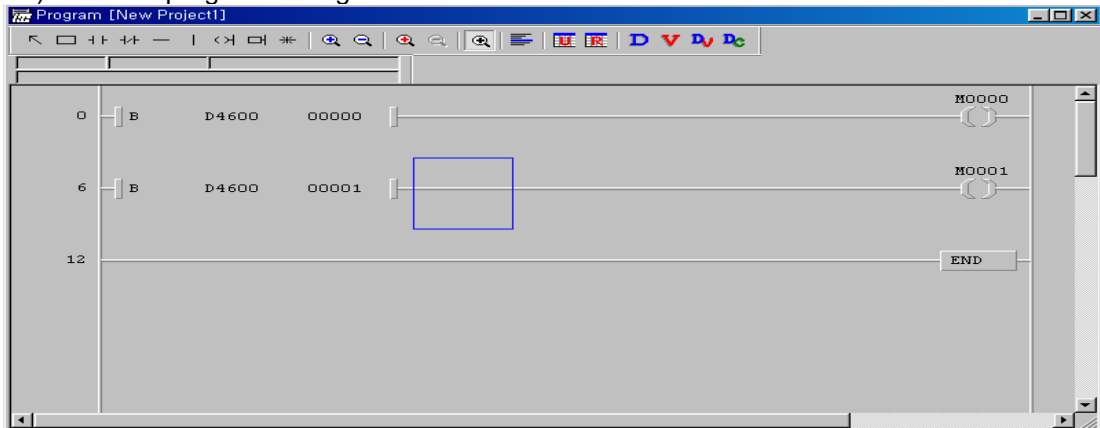 Program [New Project1]
U R D V DV DC
M0000
0 B D4600 00000
M0001
6 B D4600 00001
12 END